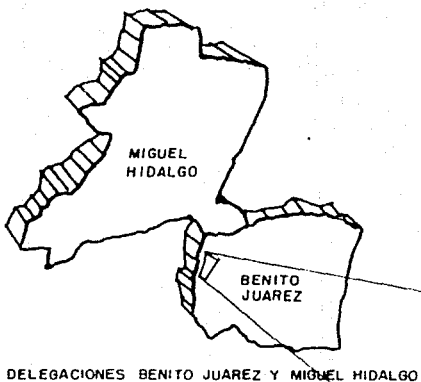 MIGUEL
HIDALGO
BENITO
JUAREZ
DELEGACIONES BENITO JUAREZ Y MIGUEL HIDALGO